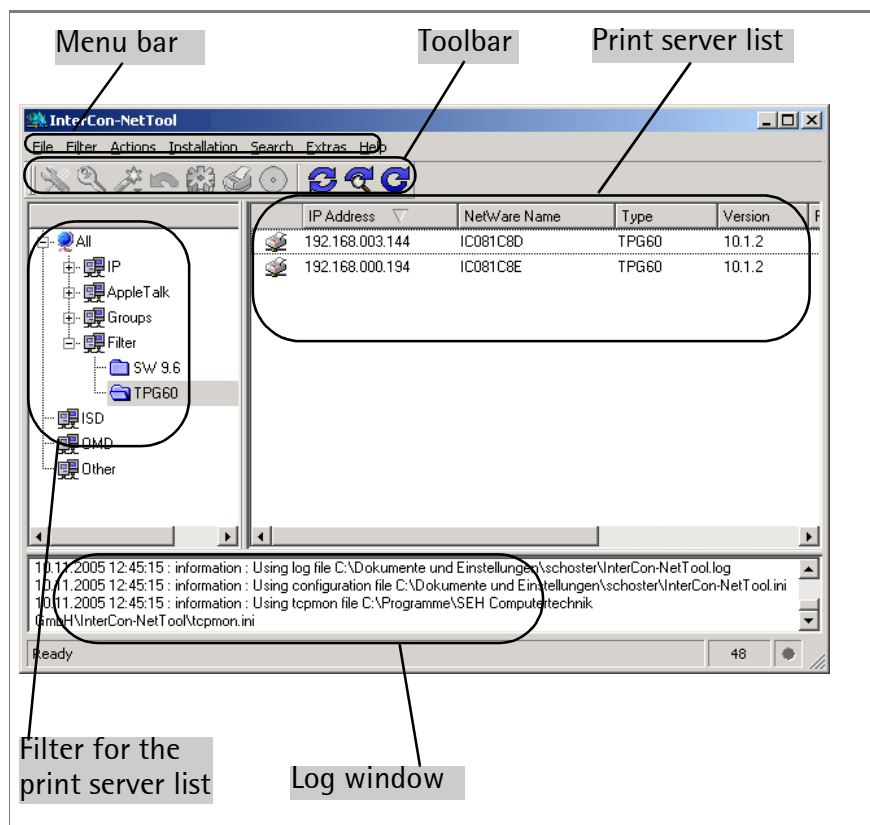 Menu bar
Toolbar
Print server list
InterCon-NetTool
File Filter Actions Installation Search Extras Help
IP Address NetWare Name Type Version
All
IP
AppleTalk
Groups
Filter
SW 9.6
TPG60
ISD
OMD
Other
192.168.003.144 IC081C8D TPG60 10.1.2
192.168.000.194 IC081C8E TPG60 10.1.2
10.11.2005 12:45:15 : information : Using log file C:\Dokumente und Einstellungen\schoster\InterCon-NetTool.log
10.11.2005 12:45:15 : information : Using configuration file C:\Dokumente und Einstellungen\schoster\InterCon-NetTool.ini
10.11.2005 12:45:15 : information : Using tcpmon file C:\Programme\SEH Computertechnik
GmbH\InterCon-NetTool\tcpmon.ini
Ready 48
Filter for the
print server list
Log window